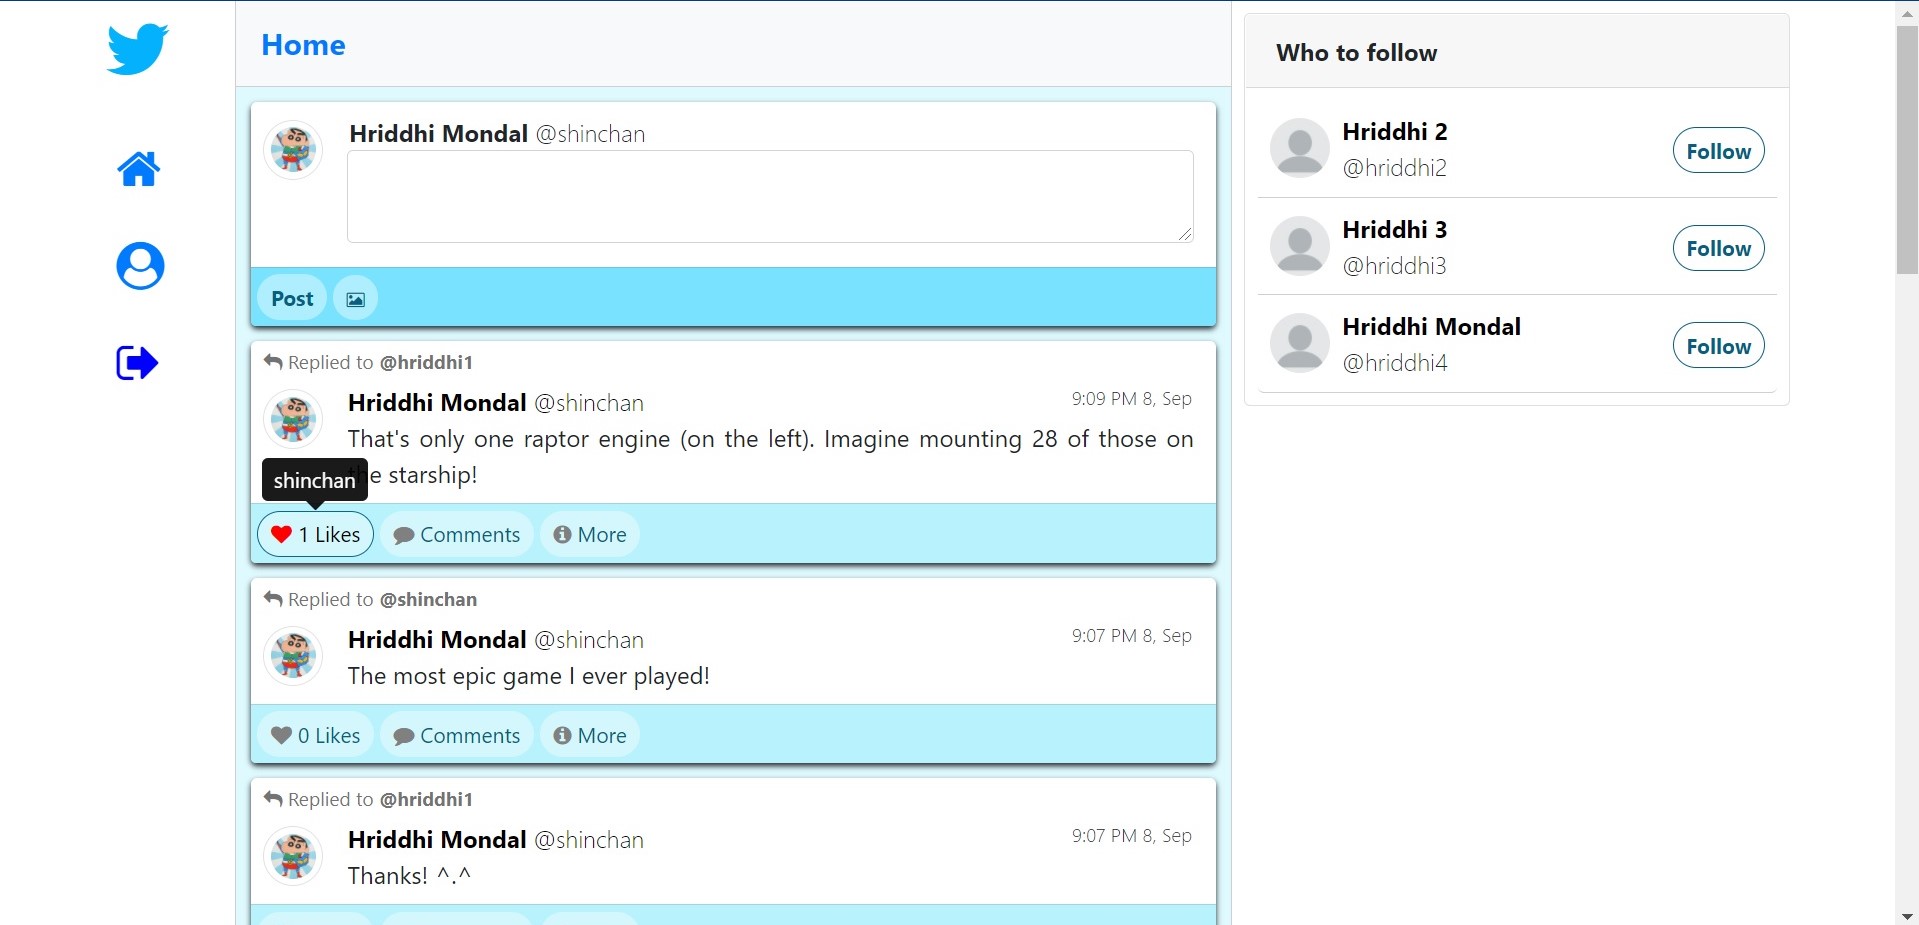 Home
Hriddhi Mondal @shinchan
Post
Replied to @hriddhi1
Hriddhi Mondal @shinchan
9:09 PM 8, Sep
That's only one raptor engine (on the left). Imagine mounting 28 of those on
he starship!
shinchan
1 Likes
Comments
More
Replied to @shinchan
Hriddhi Mondal @shinchan
9:07 PM 8, Sep
The most epic game I ever played!
0 Likes
Comments
More
Replied to @hriddhi1
Hriddhi Mondal @shinchan
9:07 PM 8, Sep
Thanks! ^.^
Who to follow
Hriddhi 2
@hriddhi2
Follow
Hriddhi 3
@hriddhi3
Follow
Hriddhi Mondal
@hriddhi4
Follow